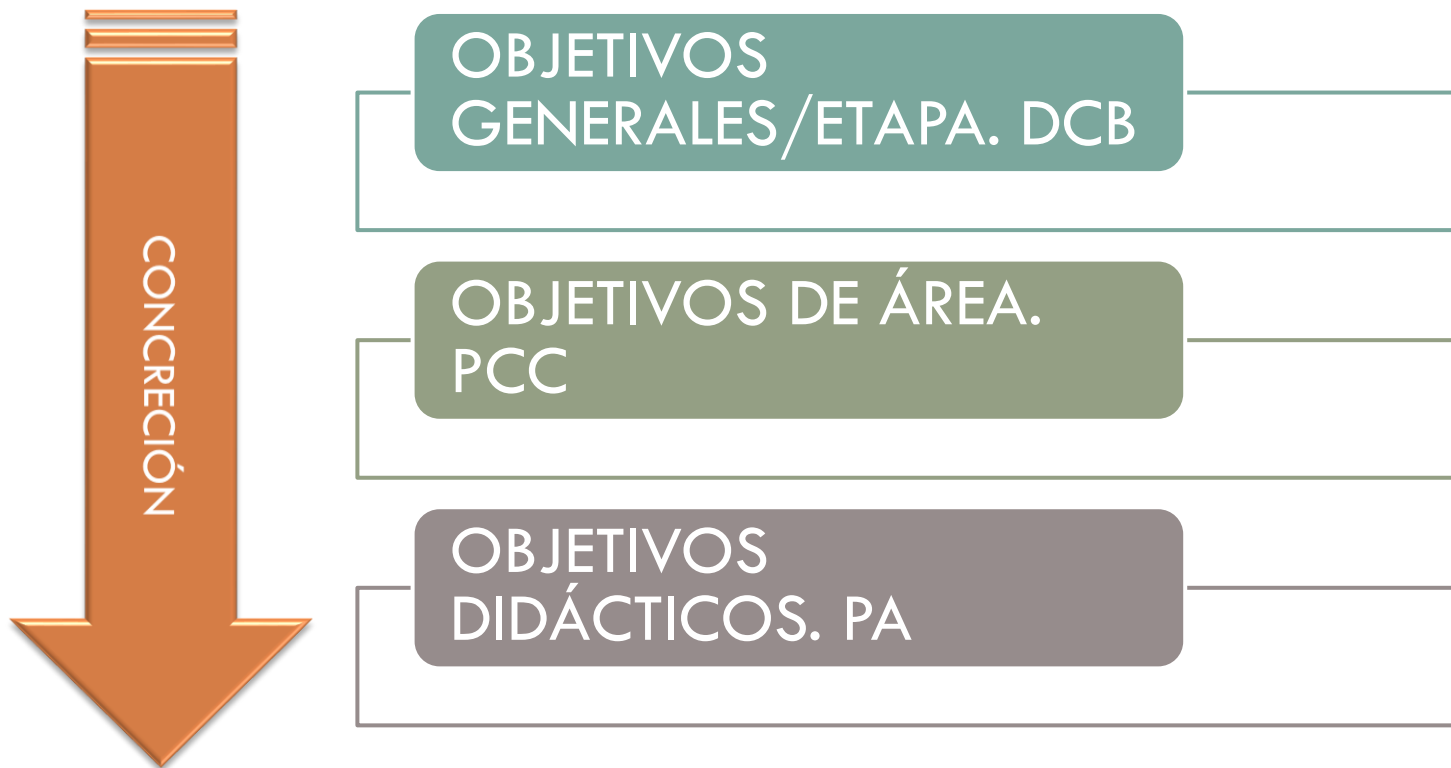 CONCRECIÓN
OBJETIVOS
GENERALES/ETAPA. DCB
OBJETIVOS DE ÁREA.
PCC
OBJETIVOS
DIDÁCTICOS. PA